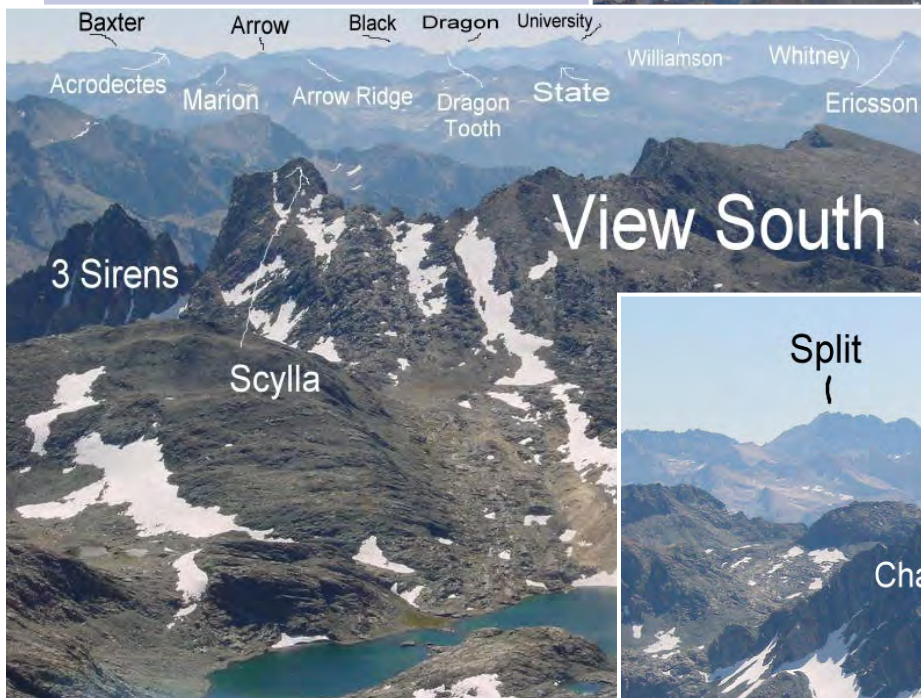 Baxter
Arrow
Black
Dragon
University
Acrodectes
Marion
Arrow Ridge
Dragon
Tooth
State
Williamson
Whitney
Ericsson
View South
3 Sirens
Scylla
Split
Cha